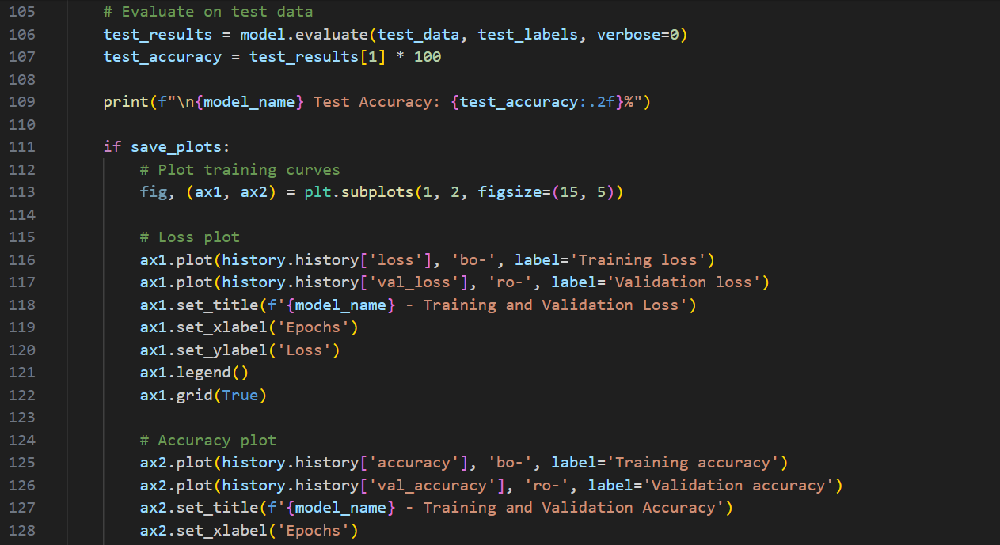 105 # Evaluate on test data
106 test_results = model.evaluate(test_data, test_labels, verbose=0)
107 test_accuracy = test_results[1] * 100
108
109 print(f"\n{model_name} Test Accuracy: {test_accuracy:.2f}%")
110
111 if save_plots:
112     # Plot training curves
113     fig, (ax1, ax2) = plt.subplots(1, 2, figsize=(15, 5))
114
115     # Loss plot
116     ax1.plot(history.history['loss'], 'bo-', label='Training loss')
117     ax1.plot(history.history['val_loss'], 'ro-', label='Validation loss')
118     ax1.set_title(f'{model_name} - Training and Validation Loss')
119     ax1.set_xlabel('Epochs')
120     ax1.set_ylabel('Loss')
121     ax1.legend()
122     ax1.grid(True)
123
124     # Accuracy plot
125     ax2.plot(history.history['accuracy'], 'bo-', label='Training accuracy')
126     ax2.plot(history.history['val_accuracy'], 'ro-', label='Validation accuracy')
127     ax2.set_title(f'{model_name} - Training and Validation Accuracy')
128     ax2.set_xlabel('Epochs')